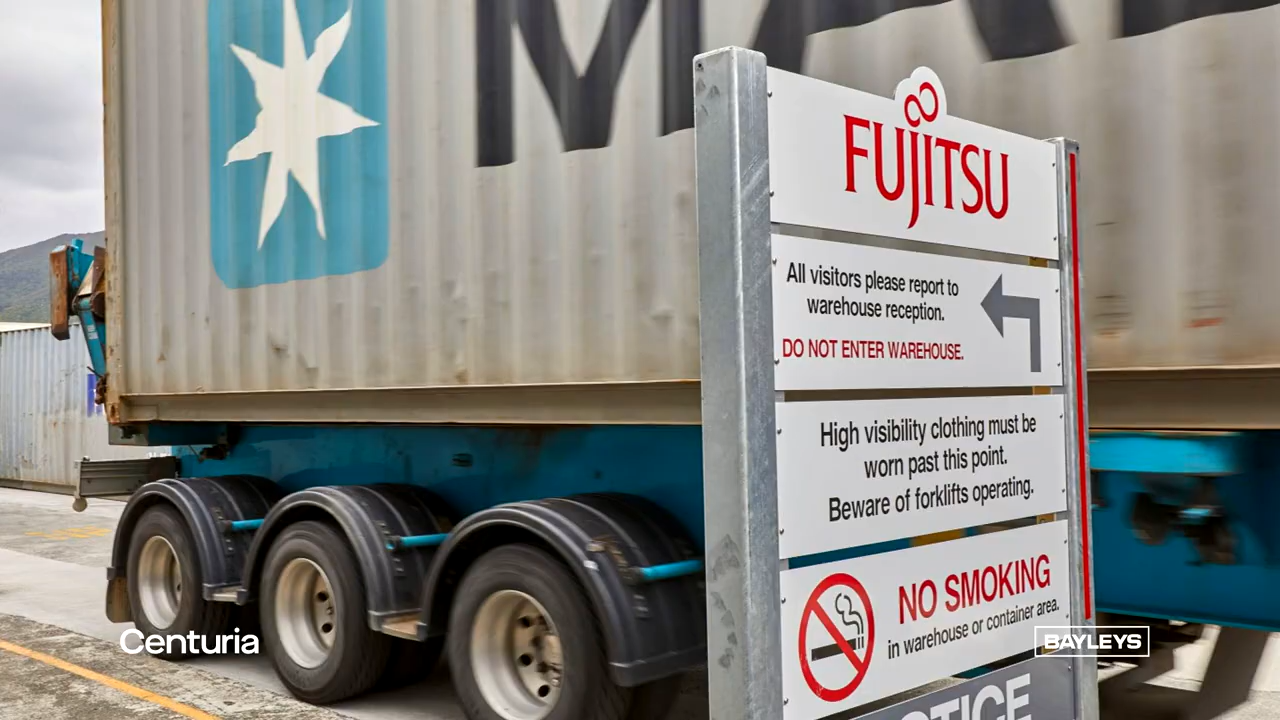 FUJITSU
All visitors please report to
warehouse reception.
DO NOT ENTER WAREHOUSE.
High visibility clothing must be
worn past this point.
Beware of forklifts operating.
NO SMOKING
in warehouse or container area.
Centuria
BAYLEYS